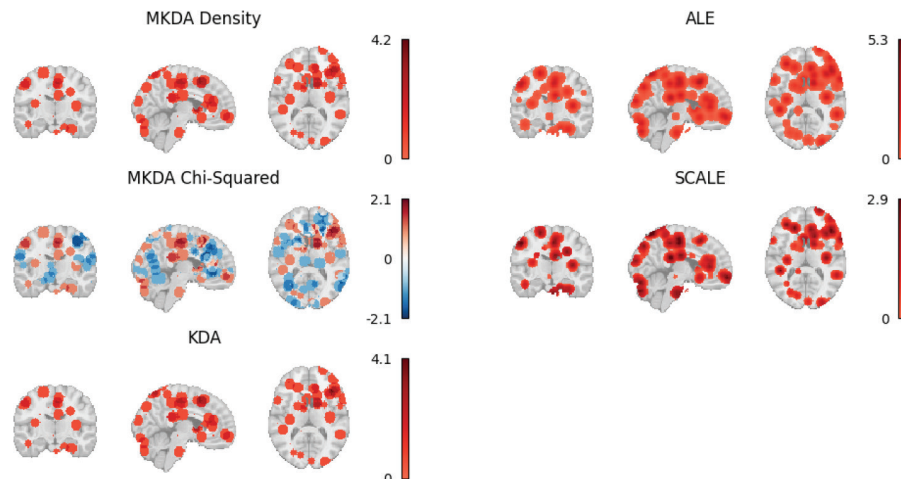 MKDA Density
4.2
0
ALE
5.3
0
MKDA Chi-Squared
2.1
0
-2.1
SCALE
2.9
0
KDA
4.1
0